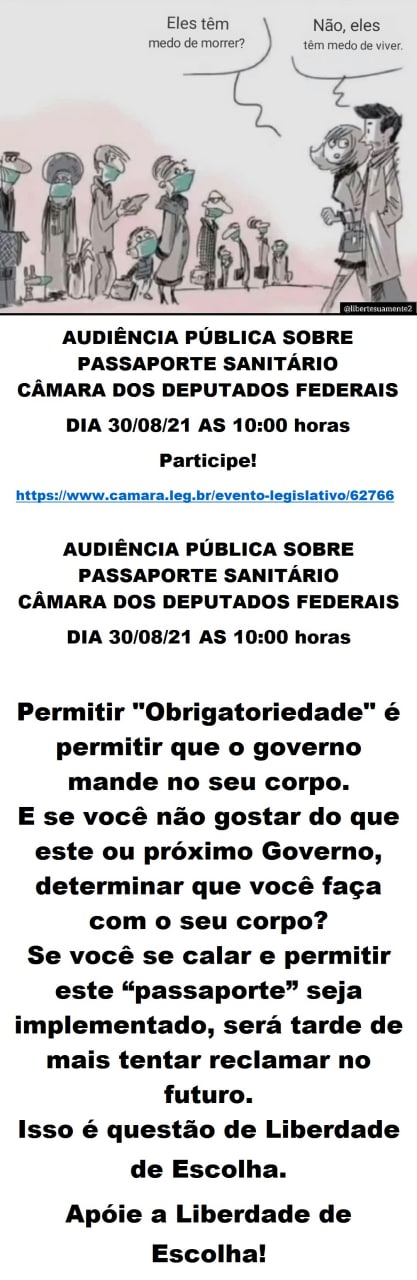 Eles têm
medo de morrer?
Não, eles
têm medo de viver.
@libertesuamente2
AUDIÊNCIA PÚBLICA SOBRE
PASSAPORTE SANITÁRIO
CÂMARA DOS DEPUTADOS FEDERAIS
DIA 30/08/21 AS 10:00 horas
Participe!
https://www.camara.leg.br/evento-legislativo/62766
AUDIÊNCIA PÚBLICA SOBRE
PASSAPORTE SANITÁRIO
CÂMARA DOS DEPUTADOS FEDERAIS
DIA 30/08/21 AS 10:00 horas
Permitir "Obrigatoriedade" é
permitir que o governo
mande no seu corpo.
E se você não gostar do que
este ou próximo Governo,
determinar que você faça
com o seu corpo?
Se você se calar e permitir
este “passaporte” seja
implementado, será tarde de
mais tentar reclamar no
futuro.
Isso é questão de Liberdade
de Escolha.
Apóie a Liberdade de
Escolha!